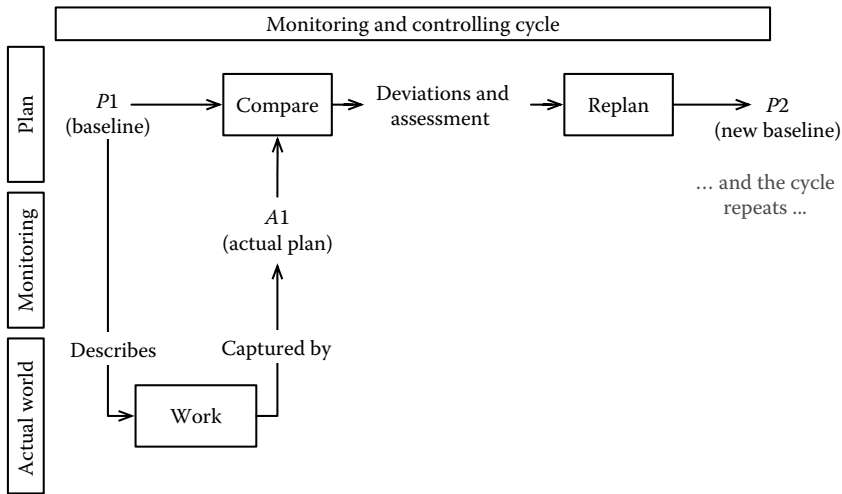 Monitoring and controlling cycle
Plan
P1
(baseline)
Compare
Deviations and
assessment
Replan
P2
(new baseline)
… and the cycle
repeats ...
Monitoring
A1
(actual plan)
Describes
Captured by
Actual world
Work